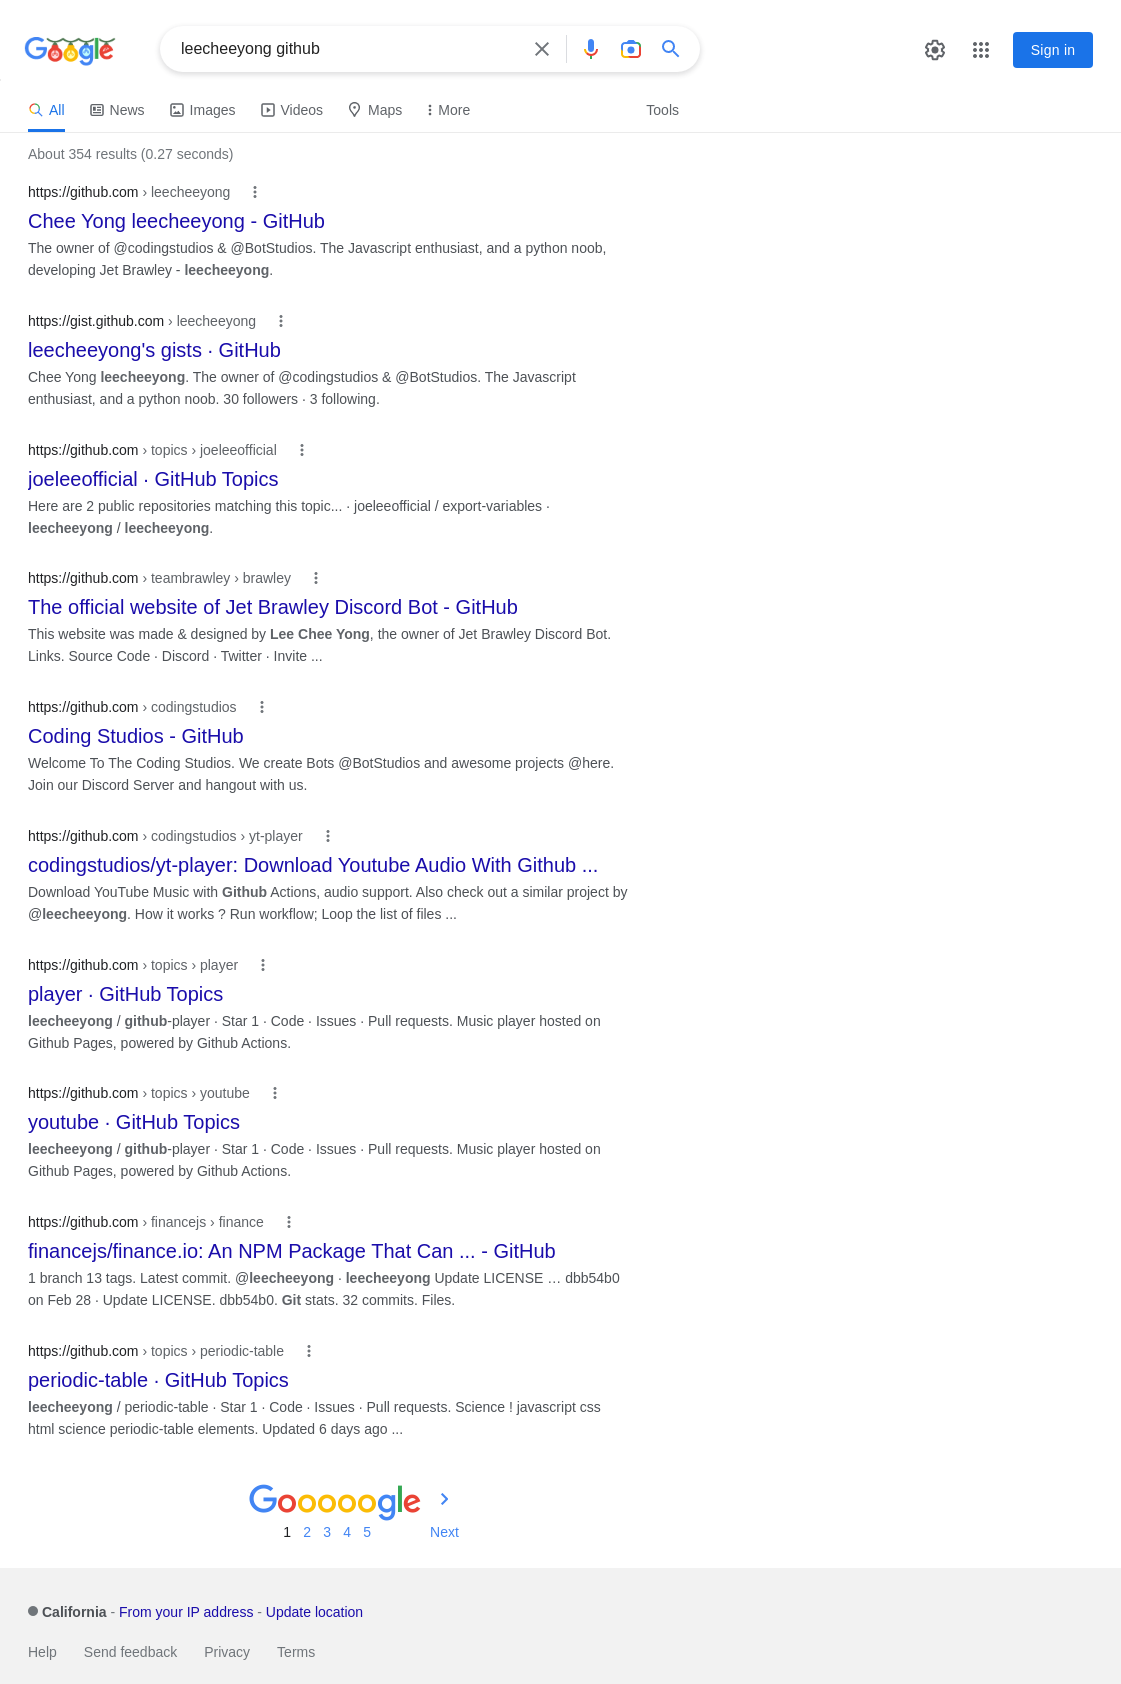 Google
leecheeyong github
Sign in
All
News
Images
Videos
Maps
More
Tools
About 354 results (0.27 seconds)
https://github.com › leecheeyong
Chee Yong leecheeyong - GitHub
The owner of @codingstudios & @BotStudios. The Javascript enthusiast, and a python noob,
developing Jet Brawley - leecheeyong.
https://gist.github.com › leecheeyong
leecheeyong's gists · GitHub
Chee Yong leecheeyong. The owner of @codingstudios & @BotStudios. The Javascript
enthusiast, and a python noob. 30 followers · 3 following.
https://github.com › topics › joeleeofficial
joeleeofficial · GitHub Topics
Here are 2 public repositories matching this topic... · joeleeofficial / export-variables ·
leecheeyong / leecheeyong.
https://github.com › teambrawley › brawley
The official website of Jet Brawley Discord Bot - GitHub
This website was made & designed by Lee Chee Yong, the owner of Jet Brawley Discord Bot.
Links. Source Code · Discord · Twitter · Invite ...
https://github.com › codingstudios
Coding Studios - GitHub
Welcome To The Coding Studios. We create Bots @BotStudios and awesome projects @here.
Join our Discord Server and hangout with us.
https://github.com › codingstudios › yt-player
codingstudios/yt-player: Download Youtube Audio With Github ...
Download YouTube Music with Github Actions, audio support. Also check out a similar project by
@leecheeyong. How it works ? Run workflow; Loop the list of files ...
https://github.com › topics › player
player · GitHub Topics
leecheeyong / github-player · Star 1 · Code · Issues · Pull requests. Music player hosted on
Github Pages, powered by Github Actions.
https://github.com › topics › youtube
youtube · GitHub Topics
leecheeyong / github-player · Star 1 · Code · Issues · Pull requests. Music player hosted on
Github Pages, powered by Github Actions.
https://github.com › financejs › finance
financejs/finance.io: An NPM Package That Can ... - GitHub
1 branch 13 tags. Latest commit. @leecheeyong · leecheeyong Update LICENSE … dbb54b0
on Feb 28 · Update LICENSE. dbb54b0. Git stats. 32 commits. Files.
https://github.com › topics › periodic-table
periodic-table · GitHub Topics
leecheeyong / periodic-table · Star 1 · Code · Issues · Pull requests. Science ! javascript css
html science periodic-table elements. Updated 6 days ago ...
Gooooogle
1 2 3 4 5 Next
California - From your IP address - Update location
Help Send feedback Privacy Terms